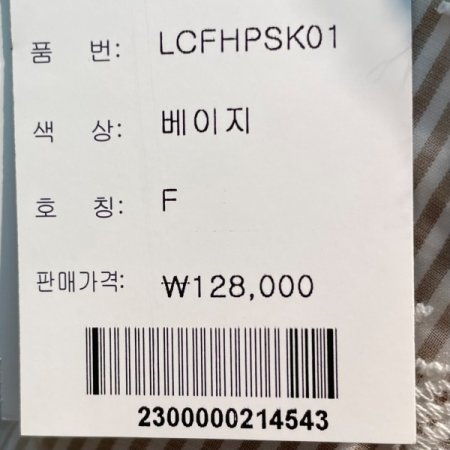 품 번: LCFHPSK01
색 상: 베이지
호 칭: F
판매가격: ₩128,000
2300000214543